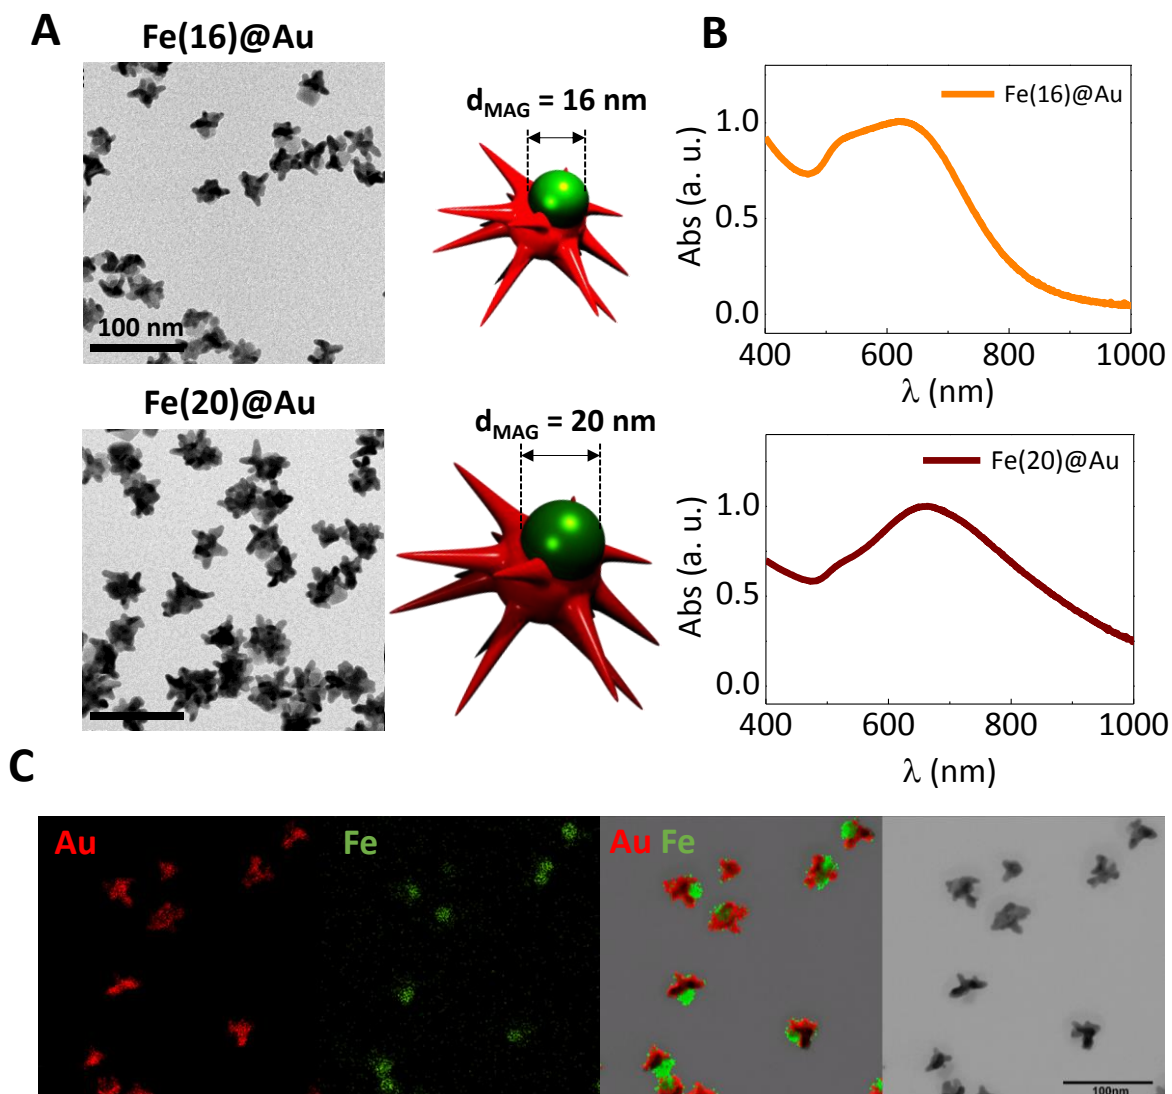 A
Fe(16)@Au
100 nm
dMAG = 16 nm
Fe(20)@Au
dMAG = 20 nm
B
Fe(16)@Au
Abs (a. u.)
1.0
0.5
0.0
400 600 800 1000
λ (nm)
Fe(20)@Au
Abs (a. u.)
1.0
0.5
0.0
400 600 800 1000
λ (nm)
C
Au
Fe
Au Fe
100nm